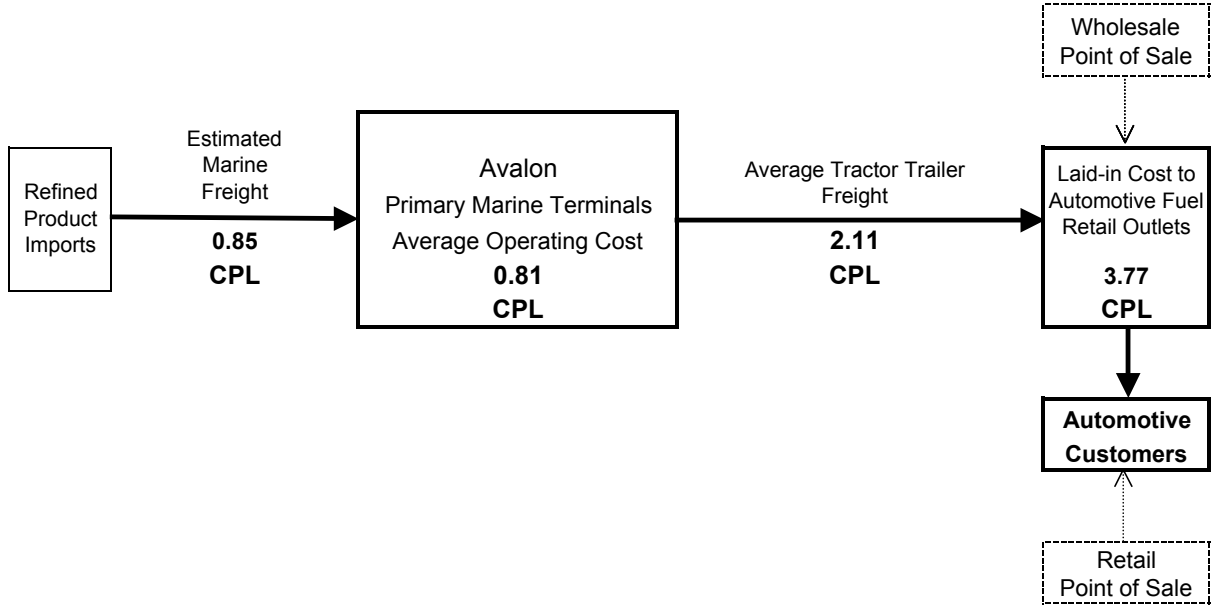 Wholesale
Point of Sale
Refined
Product
Imports
Estimated
Marine
Freight
0.85
CPL
Avalon
Primary Marine Terminals
Average Operating Cost
0.81
CPL
Average Tractor Trailer
Freight
2.11
CPL
Laid-in Cost to
Automotive Fuel
Retail Outlets
3.77
CPL
Automotive
Customers
Retail
Point of Sale